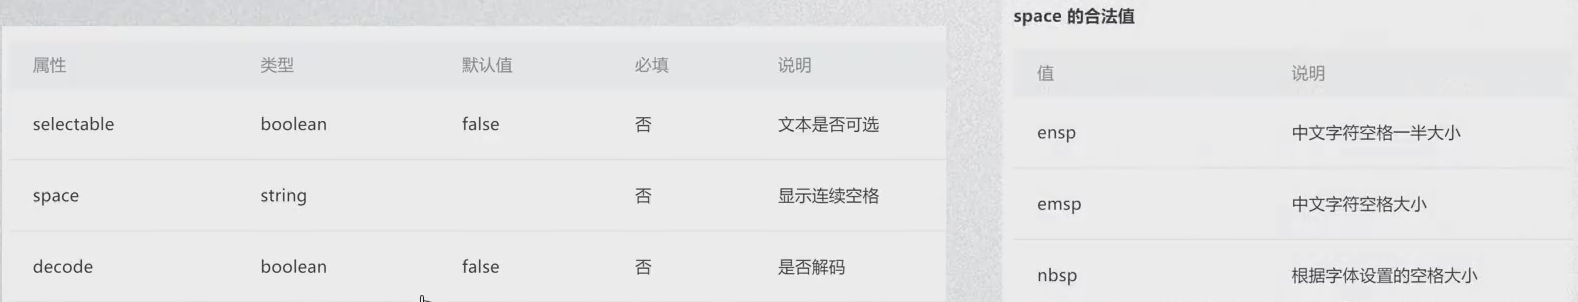 属性 类型 默认值 必填 说明
selectable boolean false 否 文本是否可选
space string 否 显示连续空格
decode boolean false 否 是否解码
space 的合法值
值 说明
ensp 中文字符空格一半大小
emsp 中文字符空格大小
nbsp 根据字体设置的空格大小